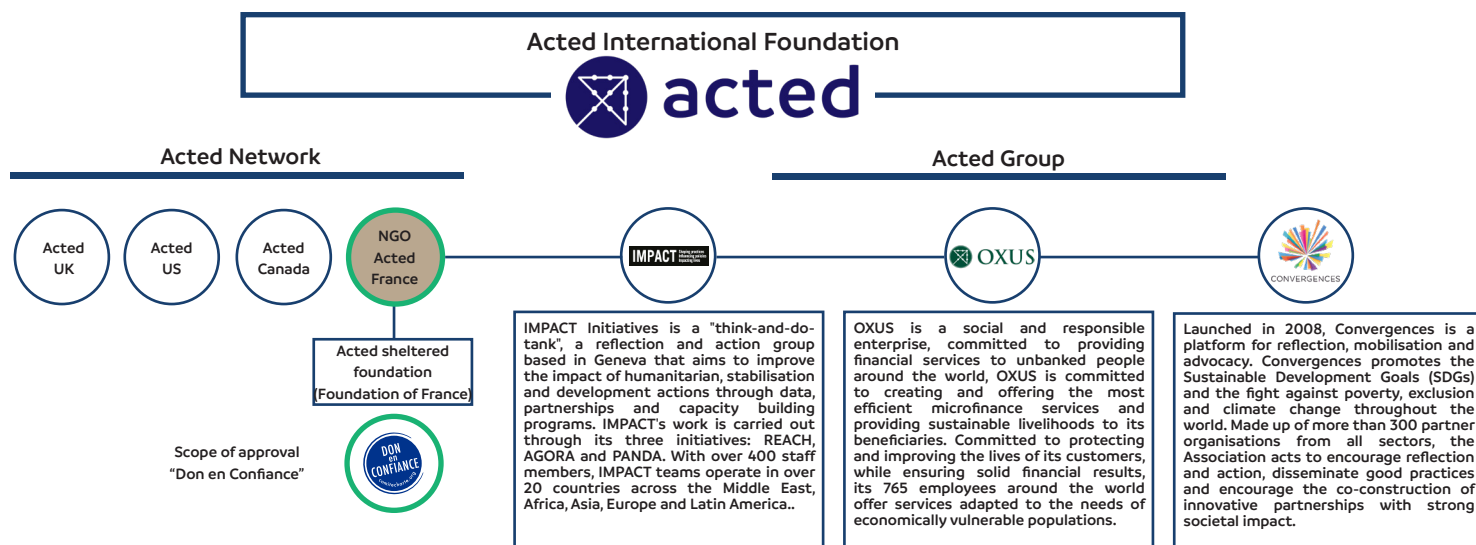 Acted International Foundation
acted
Acted Network
Acted Group
Acted
UK
Acted
US
Acted
Canada
NGO
Acted
France
IMPACT Shaping practices
Influencing policies
Impacting lives
OXUS
CONVERGENCES
Acted sheltered
foundation
(Foundation of France)
Scope of approval
“Don en Confiance”
DON
en
CONFIANCE
comitecharte.org
IMPACT Initiatives is a "think-and-do-
tank", a reflection and action group
based in Geneva that aims to improve
the impact of humanitarian, stabilisation
and development actions through data,
partnerships and capacity building
programs. IMPACT's work is carried out
through its three initiatives: REACH,
AGORA and PANDA. With over 400 staff
members, IMPACT teams operate in over
20 countries across the Middle East,
Africa, Asia, Europe and Latin America..
OXUS is a social and responsible
enterprise, committed to providing
financial services to unbanked people
around the world, OXUS is committed
to creating and offering the most
efficient microfinance services and
providing sustainable livelihoods to its
beneficiaries. Committed to protecting
and improving the lives of its customers,
while ensuring solid financial results,
its 765 employees around the world
offer services adapted to the needs of
economically vulnerable populations.
Launched in 2008, Convergences is a
platform for reflection, mobilisation and
advocacy. Convergences promotes the
Sustainable Development Goals (SDGs)
and the fight against poverty, exclusion
and climate change throughout the
world. Made up of more than 300 partner
organisations from all sectors, the
Association acts to encourage reflection
and action, disseminate good practices
and encourage the co-construction of
innovative partnerships with strong
societal impact.